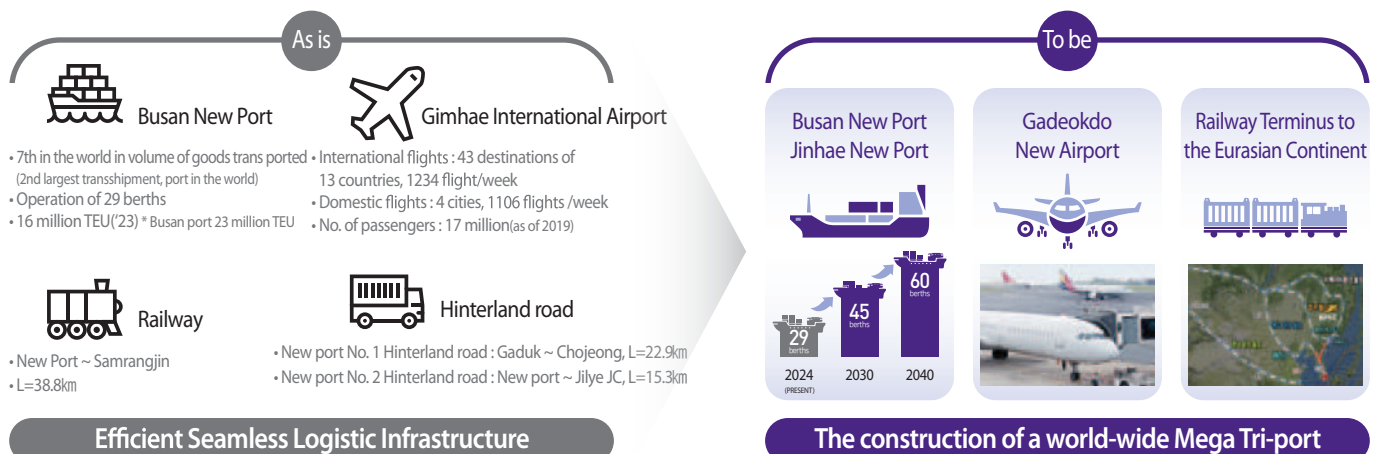 As is
Busan New Port
• 7th in the world in volume of goods trans ported
(2nd largest transshipment, port in the world)
• Operation of 29 berths
• 16 million TEU('23) * Busan port 23 million TEU
Gimhae International Airport
• International flights : 43 destinations of
13 countries, 1234 flight/week
• Domestic flights : 4 cities, 1106 flights /week
• No. of passengers : 17 million(as of 2019)
Railway
• New Port ~ Samrangjin
• L=38.8㎞
Hinterland road
• New port No. 1 Hinterland road : Gaduk ~ Chojeong, L=22.9㎞
• New port No. 2 Hinterland road : New port ~ Jilye JC, L=15.3㎞
Efficient Seamless Logistic Infrastructure
To be
Busan New Port
Jinhae New Port
29
berths
45
berths
60
berths
2024
(PRESENT)
2030
2040
Gadeokdo
New Airport
Railway Terminus to
the Eurasian Continent
The construction of a world-wide Mega Tri-port